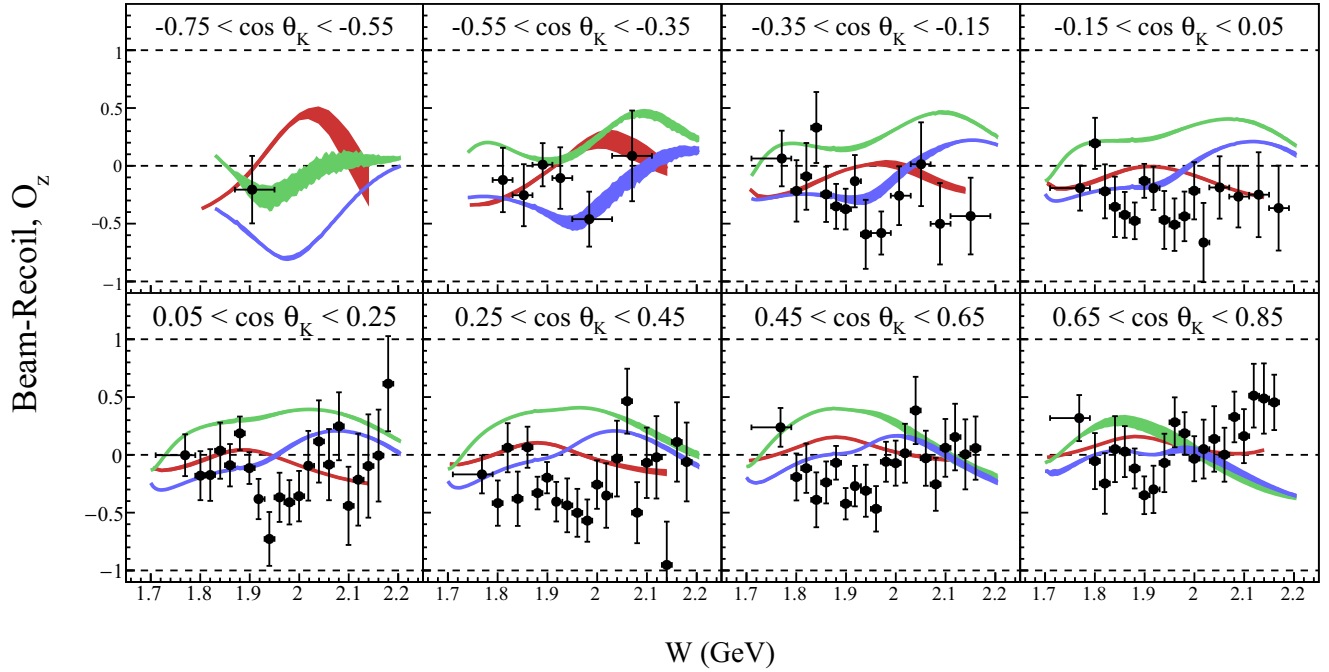 -0.75 < cos θK < -0.55
-0.55 < cos θK < -0.35
-0.35 < cos θK < -0.15
-0.15 < cos θK < 0.05
1
0.5
0
−0.5
−1
0.05 < cos θK < 0.25
0.25 < cos θK < 0.45
0.45 < cos θK < 0.65
0.65 < cos θK < 0.85
1
0.5
0
−0.5
−1
1.7 1.8 1.9 2 2.1 2.2 1.7 1.8 1.9 2 2.1 2.2 1.7 1.8 1.9 2 2.1 2.2 1.7 1.8 1.9 2 2.1 2.2
Beam-Recoil, Oz
W (GeV)